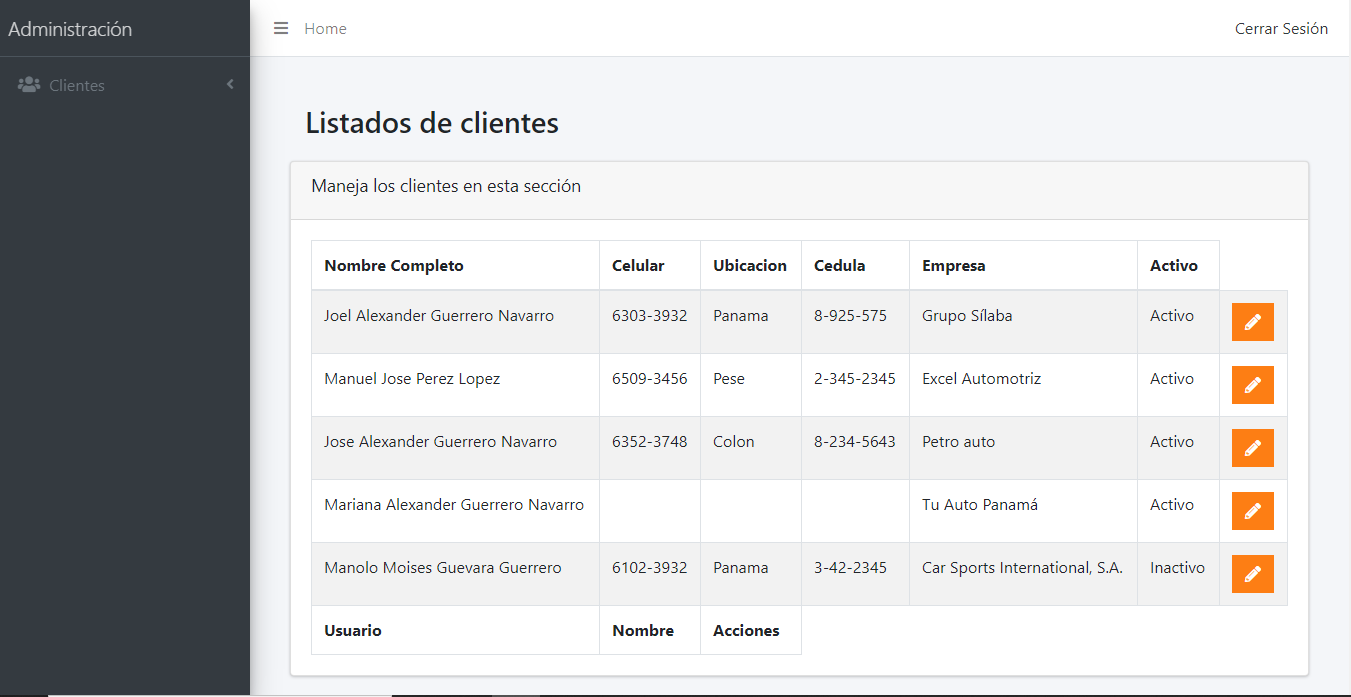 Administración
Home
Cerrar Sesión
Clientes
Listados de clientes
Maneja los clientes en esta sección
Nombre Completo Celular Ubicacion Cedula Empresa Activo
Joel Alexander Guerrero Navarro 6303-3932 Panama 8-925-575 Grupo Sílaba Activo
Manuel Jose Perez Lopez 6509-3456 Pese 2-345-2345 Excel Automotriz Activo
Jose Alexander Guerrero Navarro 6352-3748 Colon 8-234-5643 Petro auto Activo
Mariana Alexander Guerrero Navarro Tu Auto Panamá Activo
Manolo Moises Guevara Guerrero 6102-3932 Panama 3-42-2345 Car Sports International, S.A. Inactivo
Usuario Nombre Acciones